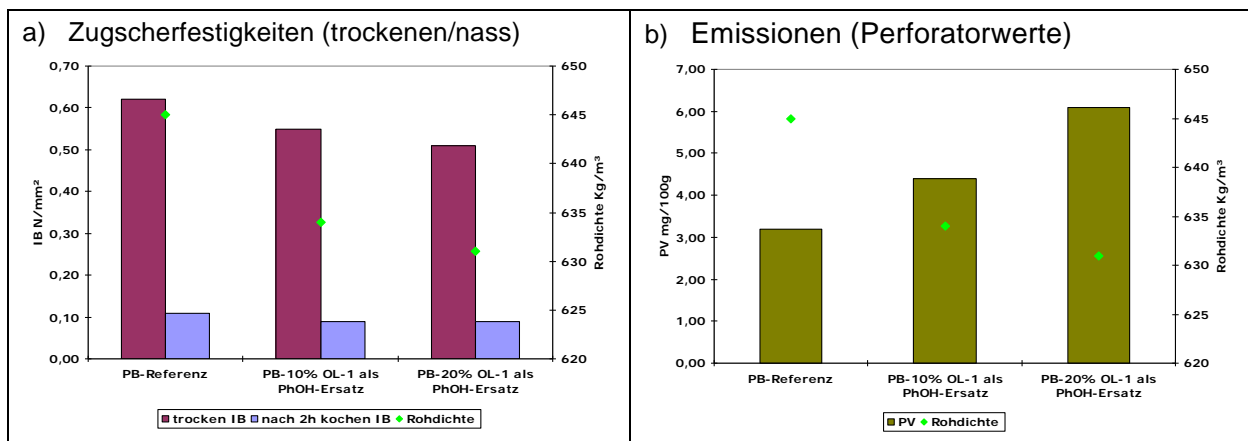 a) Zugscherfestigkeiten (trockenen/nass)
0,70
0,60
0,50
0,40
0,30
0,20
0,10
0,00
IB N/mm²
650
645
640
635
630
625
620
Rohdichte Kg/m³
PB-Referenz
PB-10% OL-1 als
PhOH-Ersatz
PB-20% OL-1 als
PhOH-Ersatz
trocken IB
nach 2h kochen IB
Rohdichte
b) Emissionen (Perforatorwerte)
7,00
6,00
5,00
4,00
3,00
2,00
1,00
0,00
PV mg/100g
650
645
640
635
630
625
620
Rohdichte Kg/m³
PB-Referenz
PB-10% OL-1 als
PhOH-Ersatz
PB-20% OL-1 als
PhOH-Ersatz
PV
Rohdichte